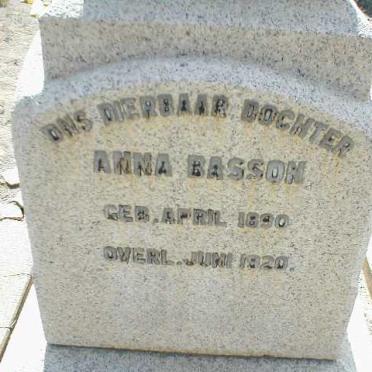 ONS DIERBAAR DOCHTER
ANNA BASSON
GEB. APRIL 1890
OVERL. JUNI 1920.